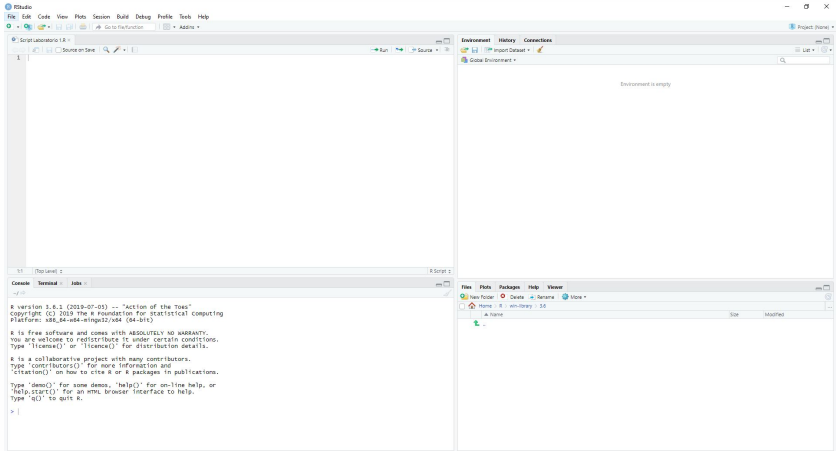 RStudio
File Edit Code View Plots Session Build Debug Profile Tools Help
Go to file/function Addins Project: (None)
Script Laboratorio 1.R
Source on Save Run Source
1
1:1 (Top Level) R Script
Console Terminal Jobs
~/
R version 3.6.1 (2019-07-05) -- "Action of the Toes"
Copyright (C) 2019 The R Foundation for Statistical Computing
Platform: x86_64-w64-mingw32/x64 (64-bit)
R is free software and comes with ABSOLUTELY NO WARRANTY.
You are welcome to redistribute it under certain conditions.
Type 'license()' or 'licence()' for distribution details.
R is a collaborative project with many contributors.
Type 'contributors()' for more information and
'citation()' on how to cite R or R packages in publications.
Type 'demo()' for some demos, 'help()' for on-line help, or
'help.start()' for an HTML browser interface to help.
Type 'q()' to quit R.
>
Environment History Connections
Import Dataset List
Global Environment
Environment is empty
Files Plots Packages Help Viewer
New Folder Delete Rename More
Home R win-library 3.6
Name Size Modified
..